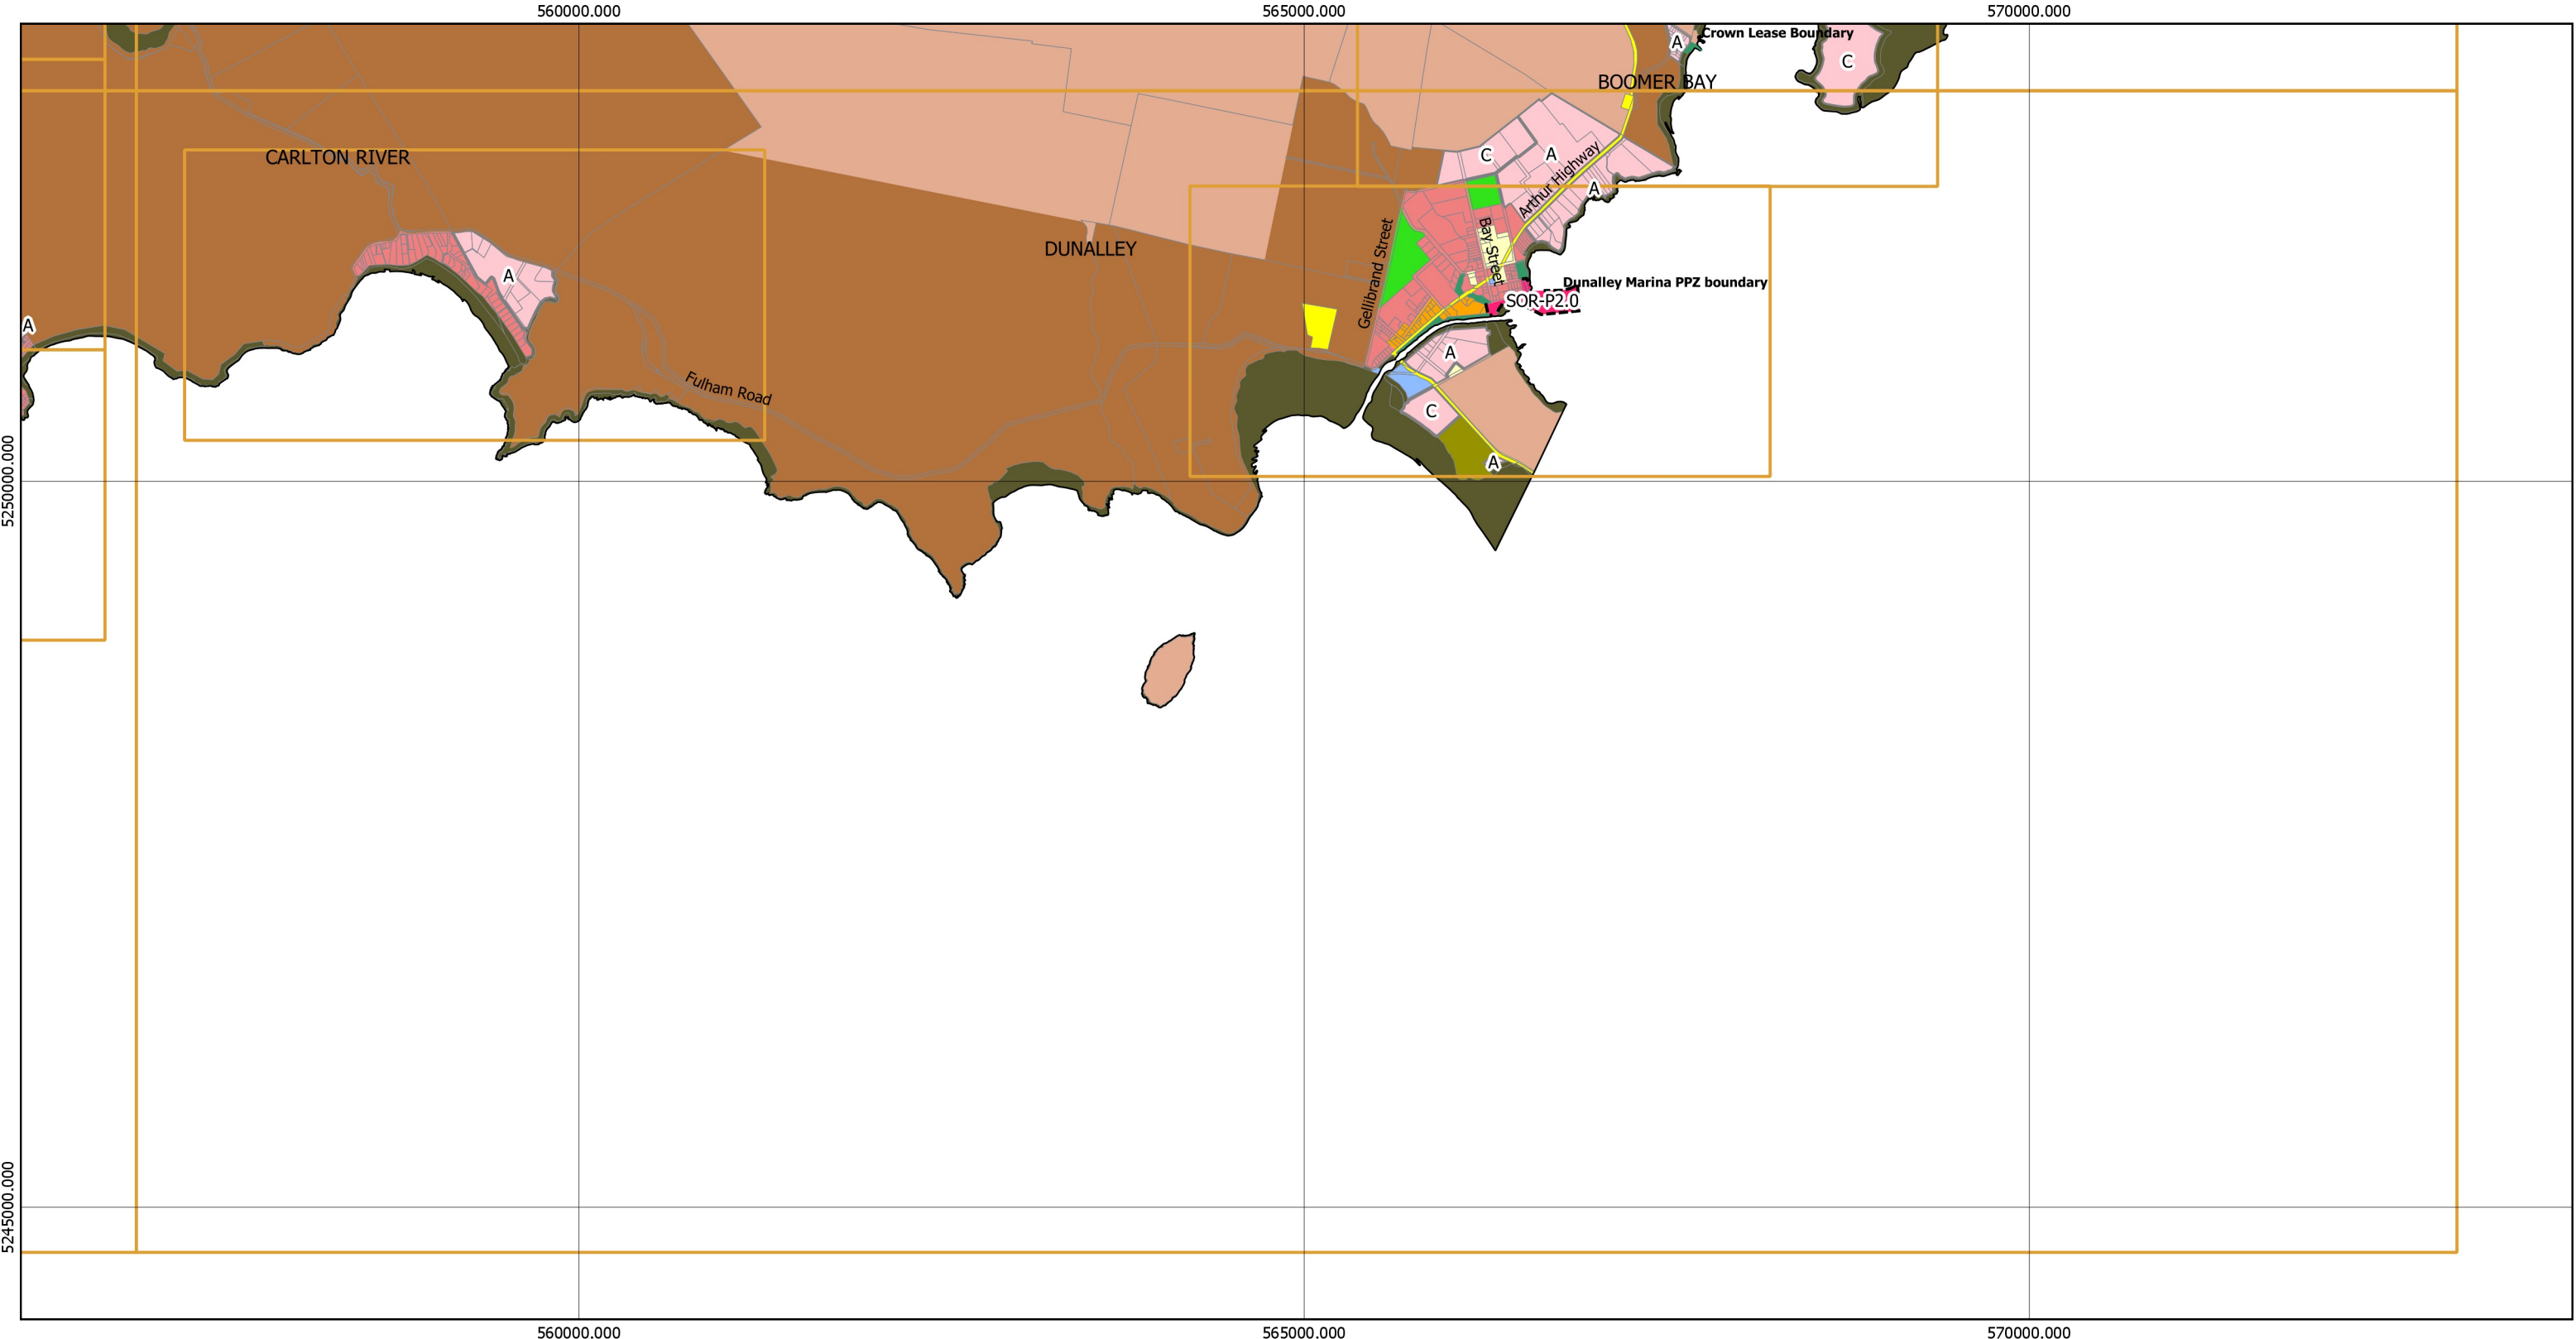 560000.000
565000.000
570000.000
A
Crown Lease Boundary
C
BOOMER BAY
CARLTON RIVER
C
A
Arthur Highway
A
DUNALLEY
Gellibrand Street
Bay Street
A
Dunalley Marina PPZ boundary
SOR-P2.0
A
A
Fulham Road
C
A
5250000.000
5245000.000
560000.000
565000.000
570000.000